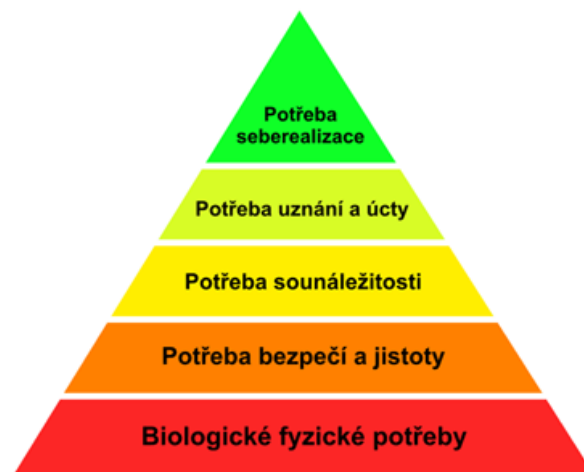 Potřeba
seberealizace
Potřeba uznání a úcty
Potřeba sounáležitosti
Potřeba bezpečí a jistoty
Biologické fyzické potřeby